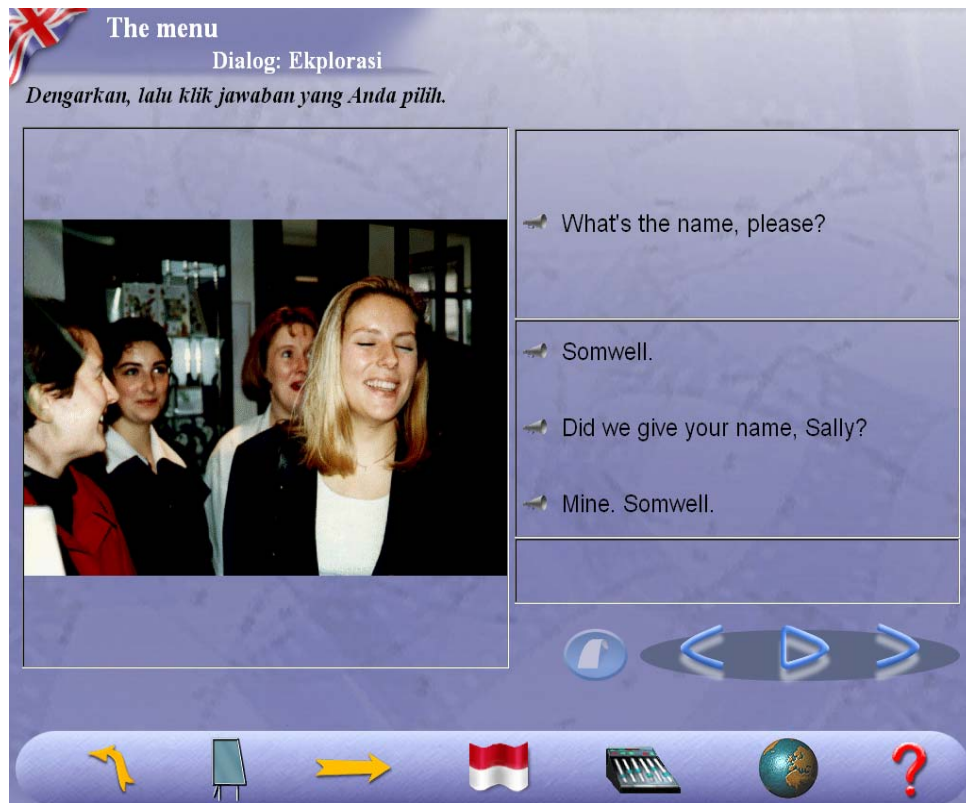 The menu
Dialog: Ekplorasi
Dengarkan, lalu klik jawaban yang Anda pilih.
What's the name, please?
Somwell.
Did we give your name, Sally?
Mine. Somwell.